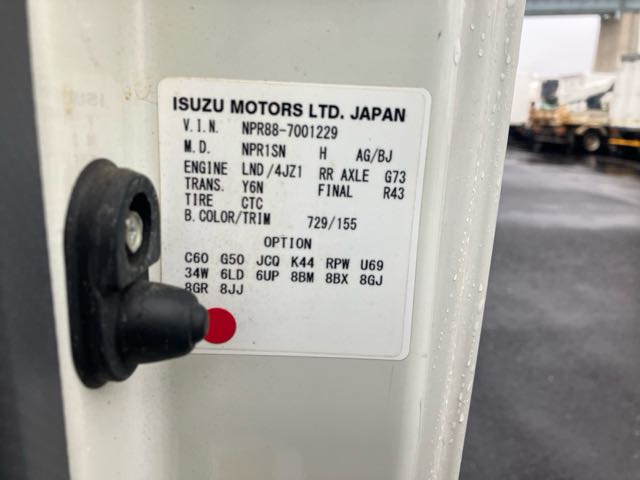 ISUZU MOTORS LTD. JAPAN
V.I.N. NPR88-7001229
M.D. NPR1SN H AG/BJ
ENGINE LND/4JZ1 RR AXLE G73
TRANS. Y6N FINAL R43
TIRE CTC
B.COLOR/TRIM 729/155
OPTION
C60 G50 JCQ K44 RPW U69
34W 6LD 6UP 8BM 8BX 8GJ
8GR 8JJ